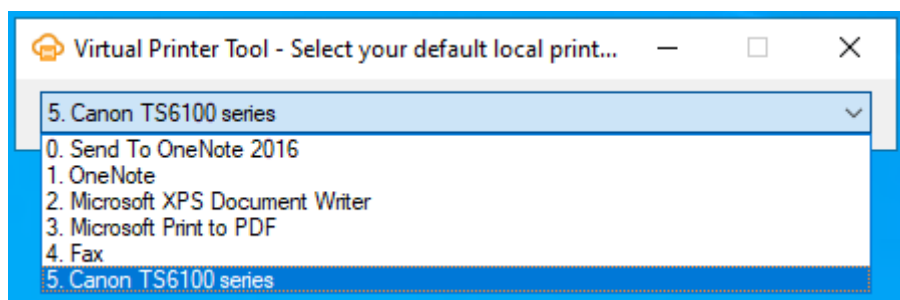 Virtual Printer Tool - Select your default local print...
5. Canon TS6100 series
0. Send To OneNote 2016
1. OneNote
2. Microsoft XPS Document Writer
3. Microsoft Print to PDF
4. Fax
5. Canon TS6100 series